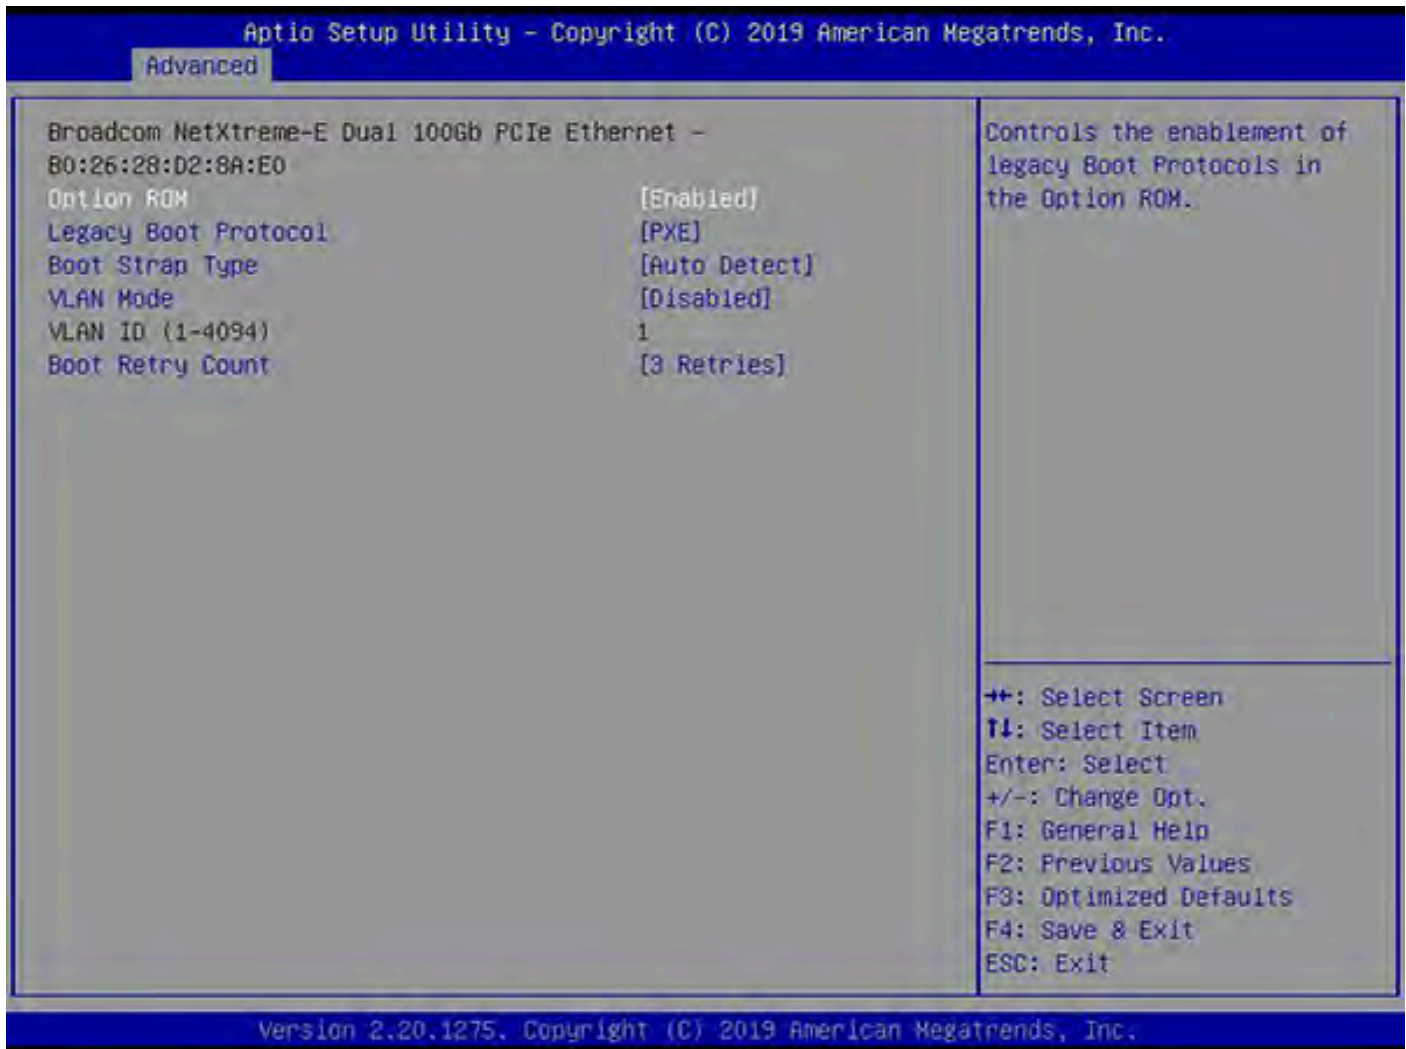 Aptio Setup Utility – Copyright (C) 2019 American Megatrends, Inc.
Advanced
Broadcom NetXtreme-E Dual 100Gb PCIe Ethernet –
B0:26:28:D2:8A:E0
Option ROM [Enabled]
Legacy Boot Protocol [PXE]
Boot Strap Type [Auto Detect]
VLAN Mode [Disabled]
VLAN ID (1-4094) 1
Boot Retry Count [3 Retries]
Controls the enablement of
legacy Boot Protocols in
the Option ROM.
→←: Select Screen
↑↓: Select Item
Enter: Select
+/-: Change Opt.
F1: General Help
F2: Previous Values
F3: Optimized Defaults
F4: Save & Exit
ESC: Exit
Version 2.20.1275. Copyright (C) 2019 American Megatrends, Inc.